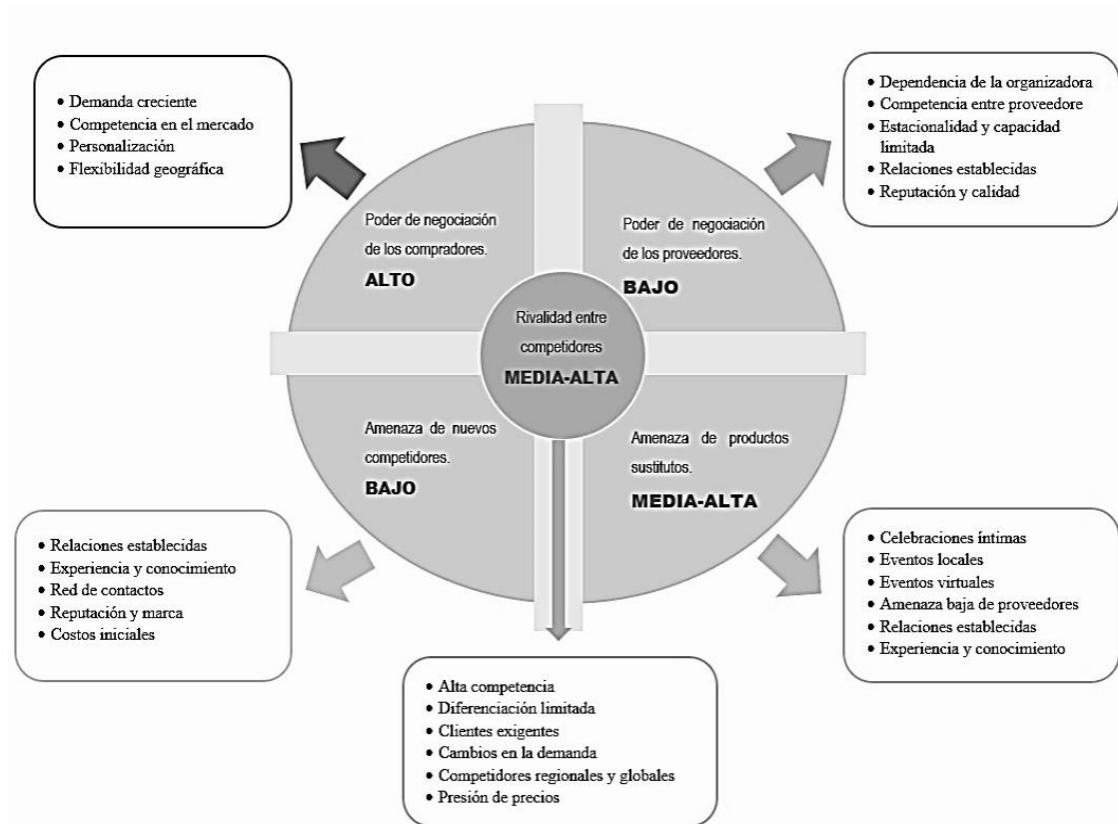 • Demanda creciente
• Competencia en el mercado
• Personalización
• Flexibilidad geográfica
• Dependencia de la organizadora
• Competencia entre proveedore
• Estacionalidad y capacidad
limitada
• Relaciones establecidas
• Reputación y calidad
Poder de negociación
de los compradores.
ALTO
Poder de negociación
de los proveedores.
BAJO
Rivalidad entre
competidores
MEDIA-ALTA
Amenaza de nuevos
competidores.
BAJO
Amenaza de productos
sustitutos.
MEDIA-ALTA
• Relaciones establecidas
• Experiencia y conocimiento
• Red de contactos
• Reputación y marca
• Costos iniciales
• Celebraciones íntimas
• Eventos locales
• Eventos virtuales
• Amenaza baja de proveedores
• Relaciones establecidas
• Experiencia y conocimiento
• Alta competencia
• Diferenciación limitada
• Clientes exigentes
• Cambios en la demanda
• Competidores regionales y globales
• Presión de precios